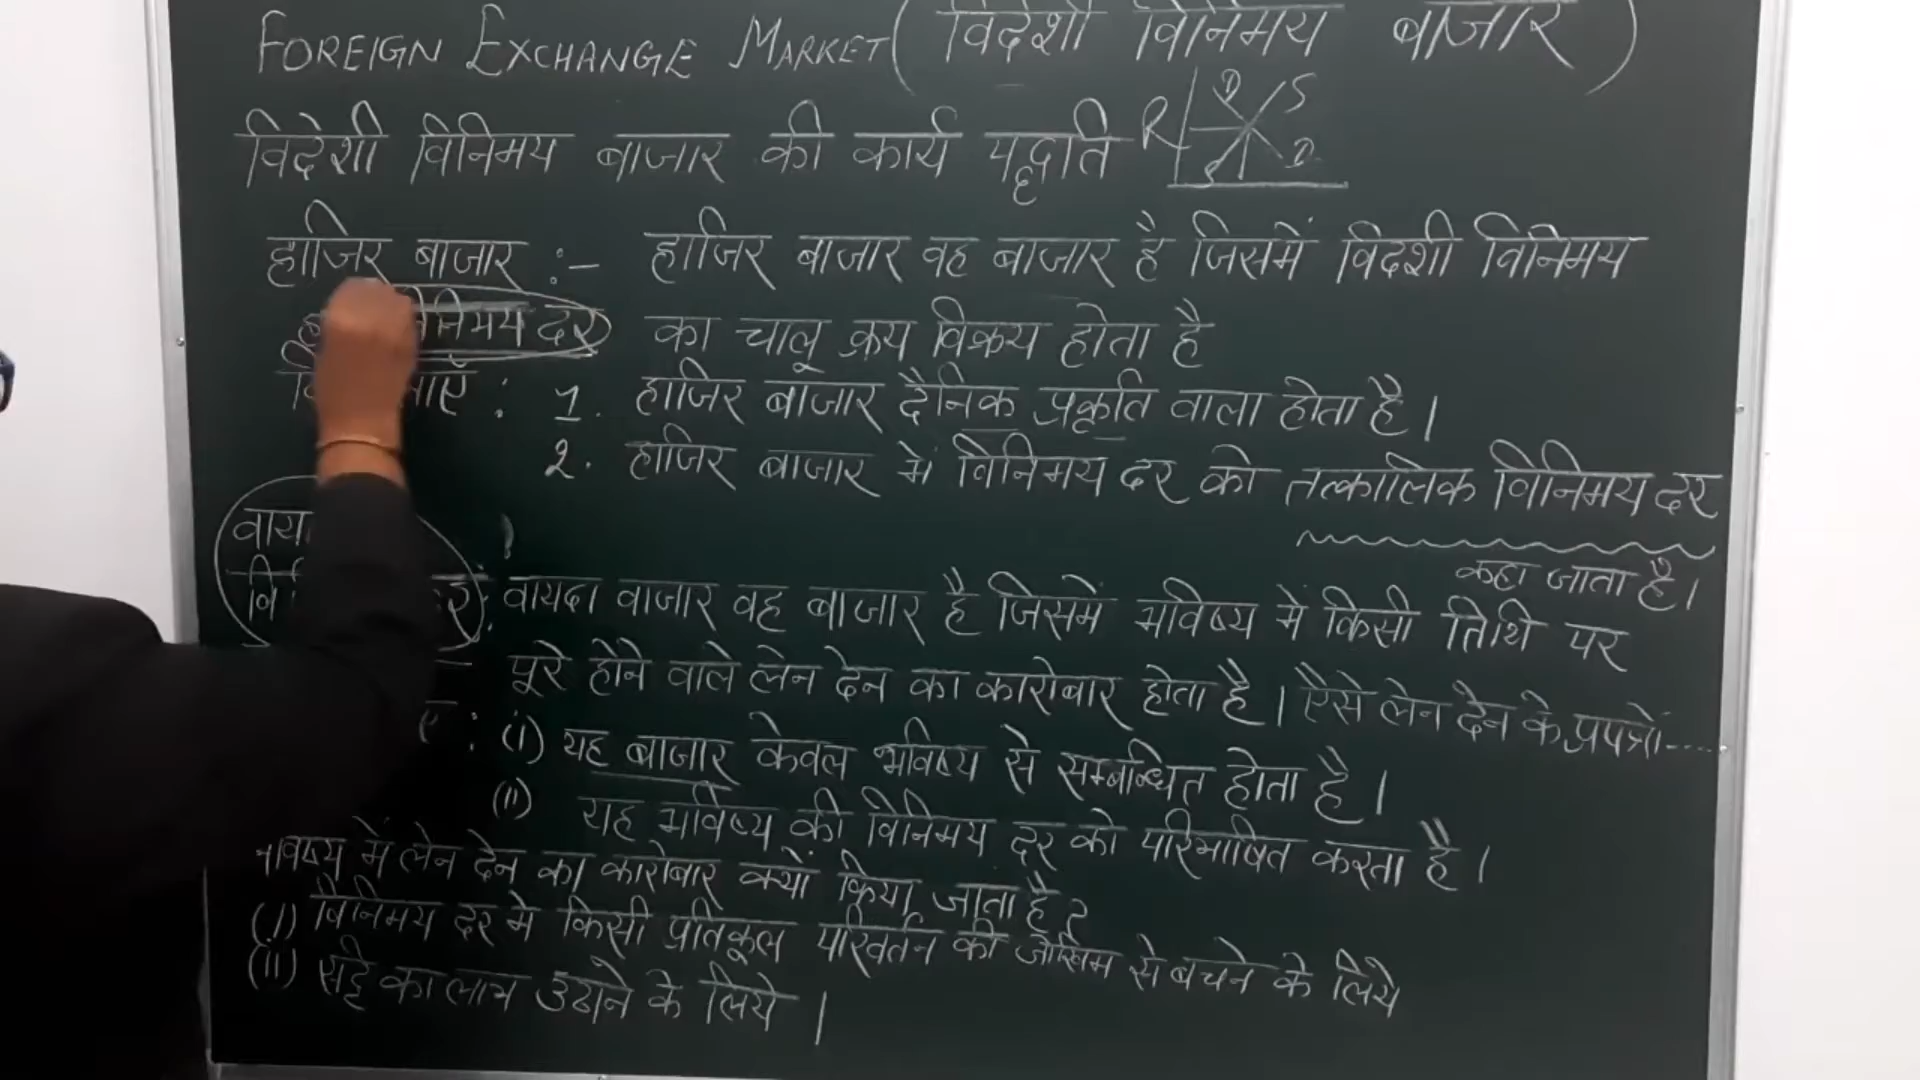 FOREIGN EXCHANGE MARKET (विदेशी विनिमय बाजार)
विदेशी विनिमय बाजार की कार्य पद्धति
R D S
S D
हाजिर बाजार :- हाजिर बाजार वह बाजार है जिसमें विदेशी विनिमय
विनिमय दर का चालू क्रय विक्रय होता है
: 1. हाजिर बाजार दैनिक प्रकृति वाला होता है।
2. हाजिर बाजार में विनिमय दर को तत्कालिक विनिमय दर
कहा जाता है।
वायदा बाजार वह बाजार है जिसमें भविष्य में किसी तिथि पर
पूरे होने वाले लेन देन का कारोबार होता है। ऐसे लेन देन के प्रपत्रों....
: (i) यह बाजार केवल भविष्य से सम्बन्धित होता है।
(ii) यह भविष्य की विनिमय दर को परिभाषित करता है।
भविष्य में लेन देन का कारोबार क्यों किया जाता है?
(i) विनिमय दर में किसी प्रतिकूल परिवर्तन की जोखिम से बचने के लिये
(ii) सट्टे का लाभ उठाने के लिये।